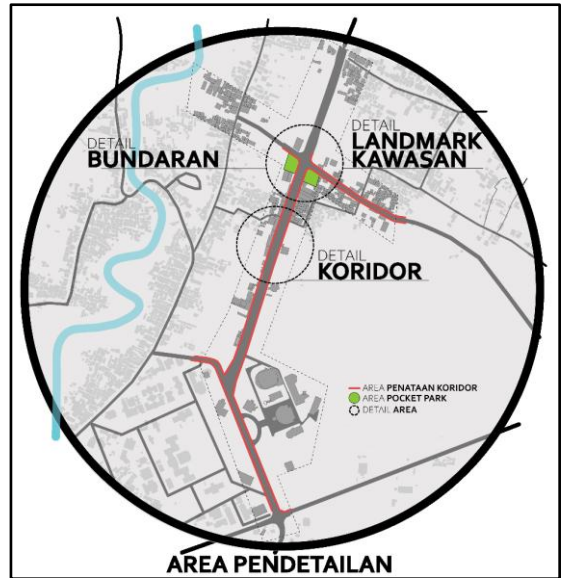 DETAIL
BUNDARAN
DETAIL
LANDMARK
KAWASAN
DETAIL
KORIDOR
AREA PENATAAN KORIDOR
AREA POCKET PARK
DETAIL AREA
AREA PENDETAILAN